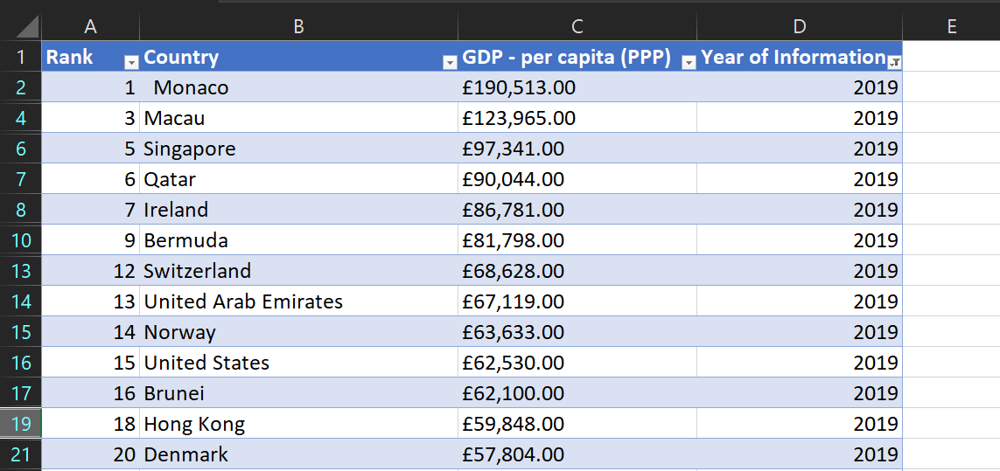 A B C D E
1 Rank Country GDP - per capita (PPP) Year of Information
2 1 Monaco £190,513.00 2019
4 3 Macau £123,965.00 2019
6 5 Singapore £97,341.00 2019
7 6 Qatar £90,044.00 2019
8 7 Ireland £86,781.00 2019
10 9 Bermuda £81,798.00 2019
13 12 Switzerland £68,628.00 2019
14 13 United Arab Emirates £67,119.00 2019
15 14 Norway £63,633.00 2019
16 15 United States £62,530.00 2019
17 16 Brunei £62,100.00 2019
19 18 Hong Kong £59,848.00 2019
21 20 Denmark £57,804.00 2019